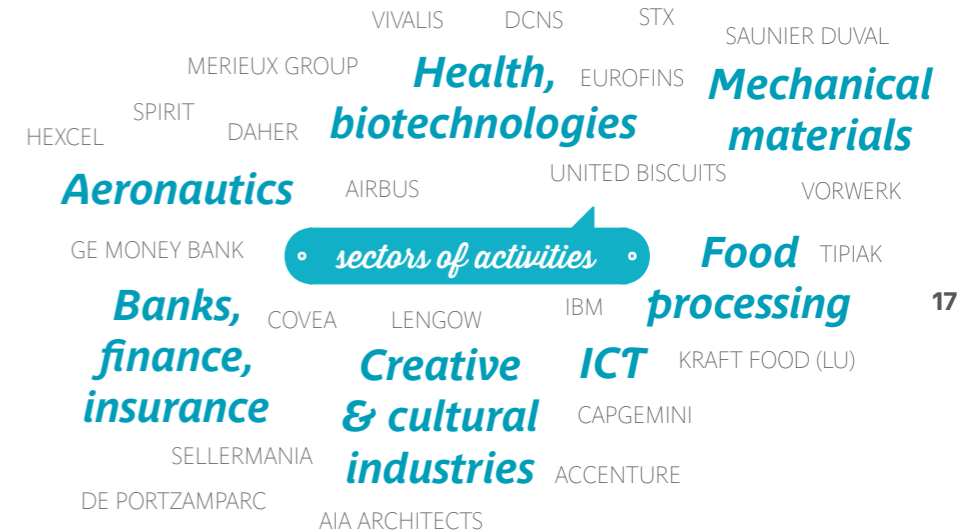 VIVALIS DCNS STX
SAUNIER DUVAL
MERIEUX GROUP
Health,
biotechnologies
EUROFINS
Mechanical
materials
SPIRIT
HEXCEL
DAHER
Aeronautics
AIRBUS
UNITED BISCUITS
VORWERK
GE MONEY BANK
sectors of activities
Food
processing
TIPIAK
17
Banks,
finance,
insurance
COVEA
LENGOW
IBM
Creative
& cultural
industries
ICT
KRAFT FOOD (LU)
CAPGEMINI
SELLERMANIA
ACCENTURE
DE PORTZAMPARC
AIA ARCHITECTS